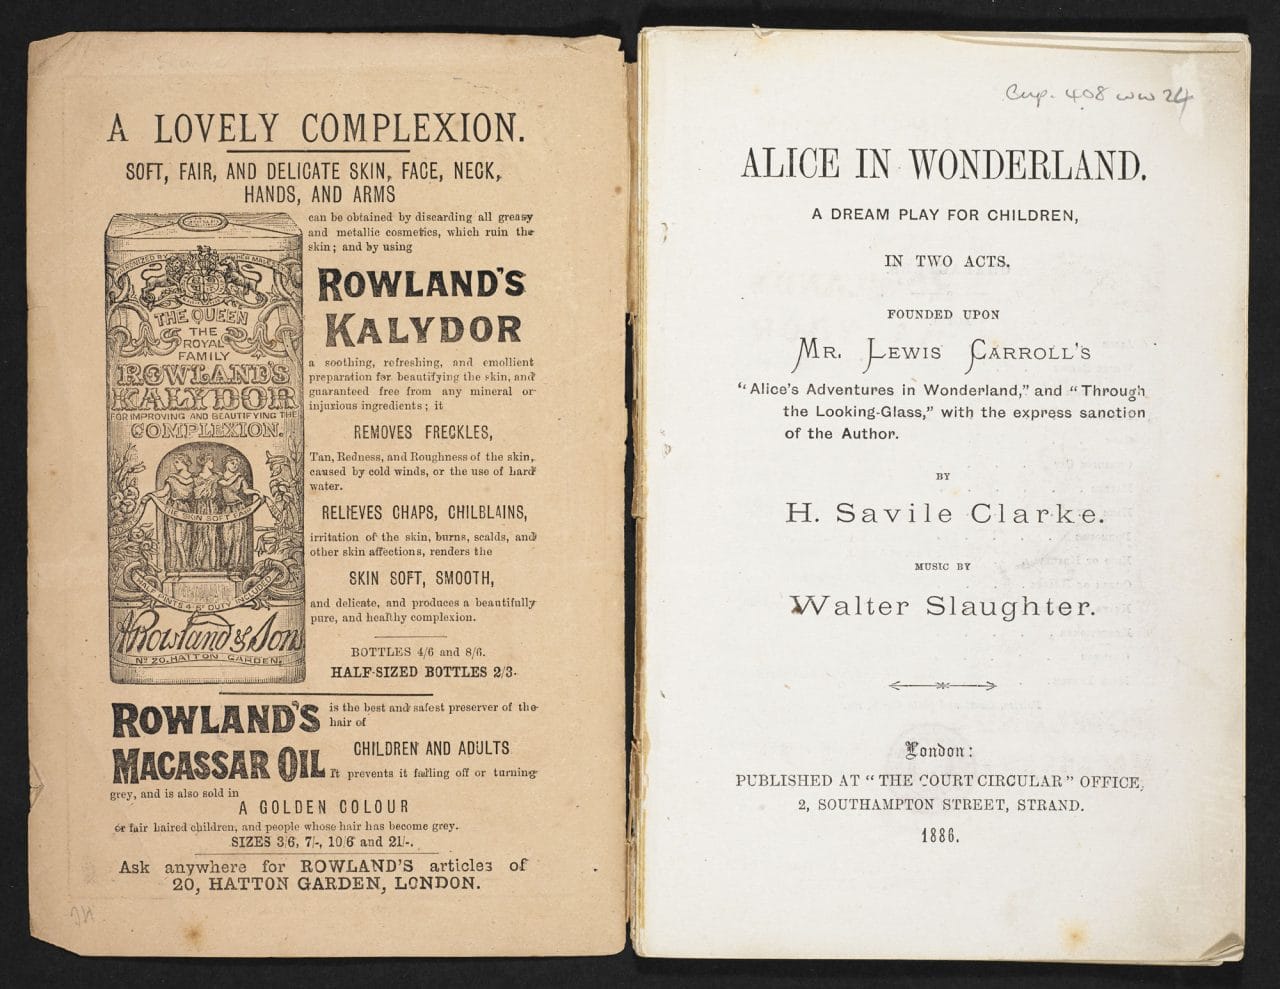 A LOVELY COMPLEXION.
SOFT, FAIR, AND DELICATE SKIN, FACE, NECK,
HANDS, AND ARMS
can be obtained by discarding all greasy
and metallic cosmetics, which ruin the
skin; and by using
ROWLAND'S
KALYDOR
a soothing, refreshing, and emollient
preparation for beautifying the skin, and
guaranteed free from any mineral or
injurious ingredients; it
REMOVES FRECKLES,
Tan, Redness, and Roughness of the skin,
caused by cold winds, or the use of hard
water.
RELIEVES CHAPS, CHILBLAINS,
irritation of the skin, burns, scalds, and
other skin affections, renders the
SKIN SOFT, SMOOTH,
and delicate, and produces a beautifully
pure, and healthy complexion.
BOTTLES 4/6 and 8/6.
HALF-SIZED BOTTLES 2/3.
THE QUEEN
THE
ROYAL
FAMILY
ROWLAND'S
KALYDOR
FOR IMPROVING AND BEAUTIFYING THE
COMPLEXION.
THE SKIN SOFT FAIR
HALF PINTS 4-6 DUTY INCLUDED
A Rowland & Son
No 20, HATTON GARDEN.
ROWLAND'S
MACASSAR OIL
is the best and safest preserver of the
hair of
CHILDREN AND ADULTS
It prevents it falling off or turning
grey, and is also sold in
A GOLDEN COLOUR
or fair haired children, and people whose hair has become grey.
SIZES 3/6, 7/-, 10/6 and 21/-.
Ask anywhere for ROWLAND'S articles of
20, HATTON GARDEN, LONDON.
Cup. 408 ww 24
ALICE IN WONDERLAND.
A DREAM PLAY FOR CHILDREN,
IN TWO ACTS.
FOUNDED UPON
MR. LEWIS CARROLL'S
"Alice's Adventures in Wonderland," and "Through
the Looking-Glass," with the express sanction
of the Author.
BY
H. Savile Clarke.
MUSIC BY
Walter Slaughter.
London:
PUBLISHED AT "THE COURT CIRCULAR" OFFICE,
2, SOUTHAMPTON STREET, STRAND.
1886.